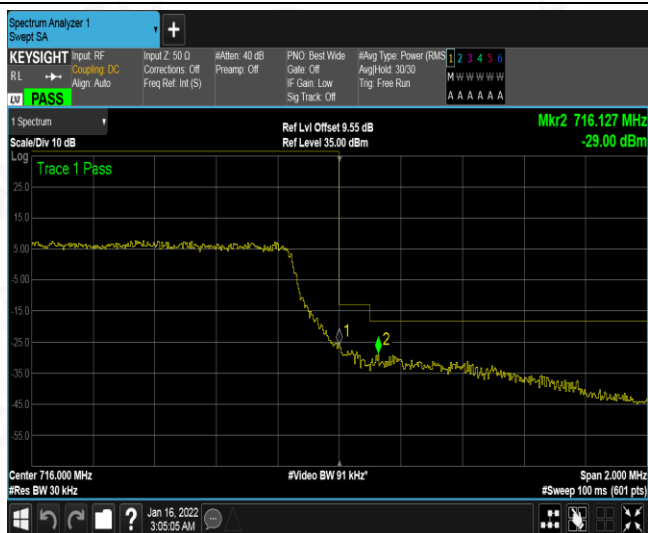 Spectrum Analyzer 1
Swept SA
+
KEYSIGHT Input: RF Input Z: 50 Ω #Atten: 40 dB PNO: Best Wide #Avg Type: Power (RMS 1 2 3 4 5 6
RL Coupling: DC Corrections: Off Preamp: Off Gate: Off Avg|Hold: 30/30 M W W W W W
Align: Auto Freq Ref: Int (S) IF Gain: Low Trig: Free Run
LXI PASS Sig Track: Off A A A A A A
1 Spectrum Ref Lvl Offset 9.55 dB Mkr2 716.127 MHz
Scale/Div 10 dB Ref Level 35.00 dBm -29.00 dBm
Log
Trace 1 Pass
25.0
15.0
5.00
-5.00
-15.0
1
2
-25.0
-35.0
-45.0
-55.0
Center 716.000 MHz #Video BW 91 kHz* Span 2.000 MHz
#Res BW 30 kHz #Sweep 100 ms (601 pts)
? Jan 16, 2022
3:05:05 AM